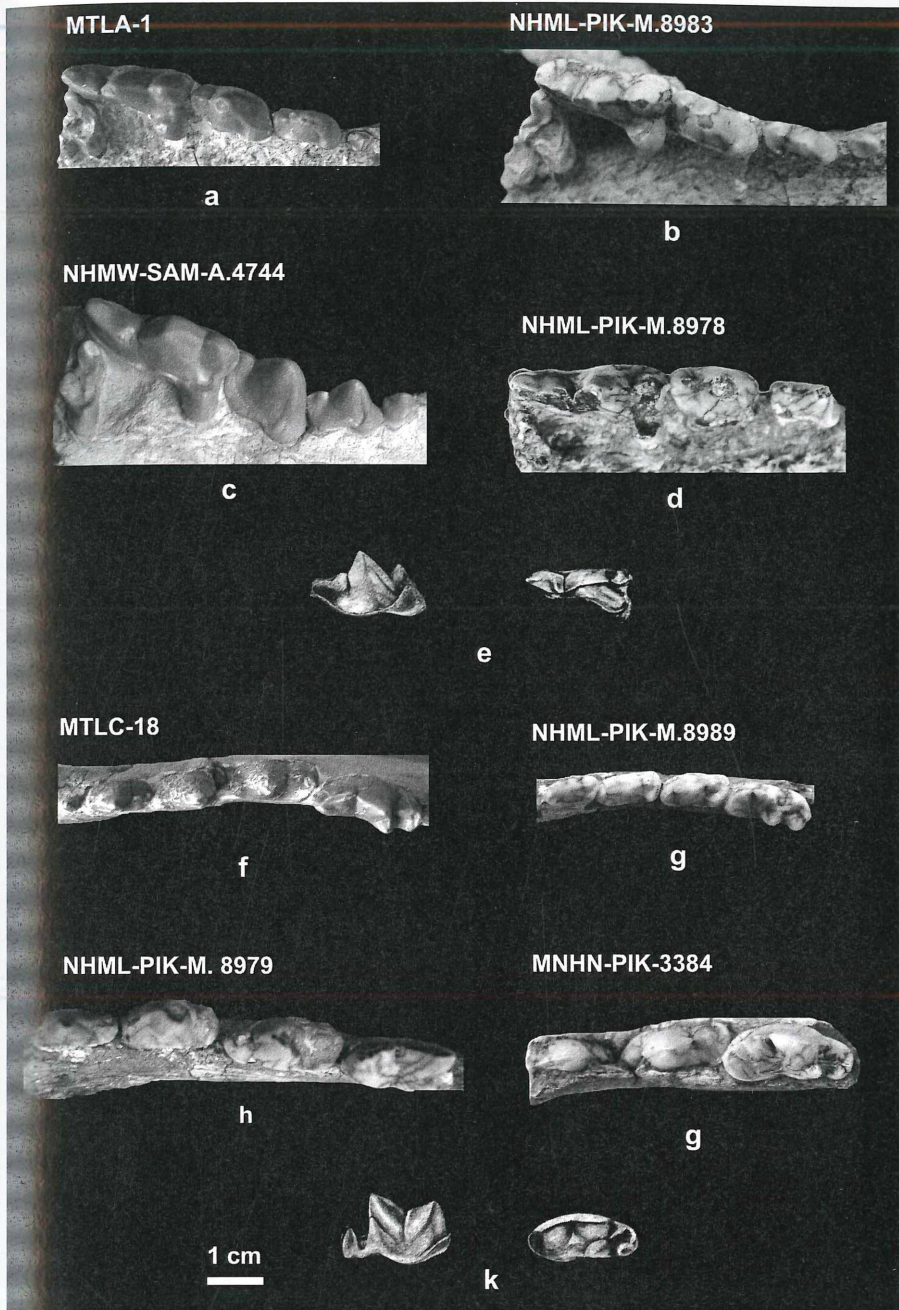 MTLA-1
NHML-PIK-M.8983
a
b
NHMW-SAM-A.4744
NHML-PIK-M.8978
c
d
e
MTLC-18
NHML-PIK-M.8989
f
g
NHML-PIK-M. 8979
MNHN-PIK-3384
h
g
1 cm
k